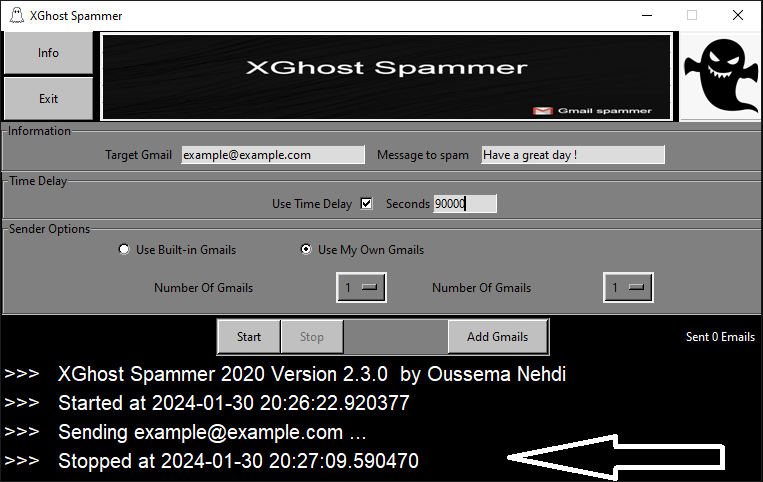 XGhost Spammer
Info
Exit
XGhost Spammer
Gmail spammer
Information
Target Gmail example@example.com Message to spam Have a great day !
Time Delay
Use Time Delay Seconds 90000
Sender Options
Use Built-in Gmails Use My Own Gmails
Number Of Gmails 1 Number Of Gmails 1
Start Stop Add Gmails Sent 0 Emails
>>> XGhost Spammer 2020 Version 2.3.0 by Oussema Nehdi
>>> Started at 2024-01-30 20:26:22.920377
>>> Sending example@example.com ...
>>> Stopped at 2024-01-30 20:27:09.590470